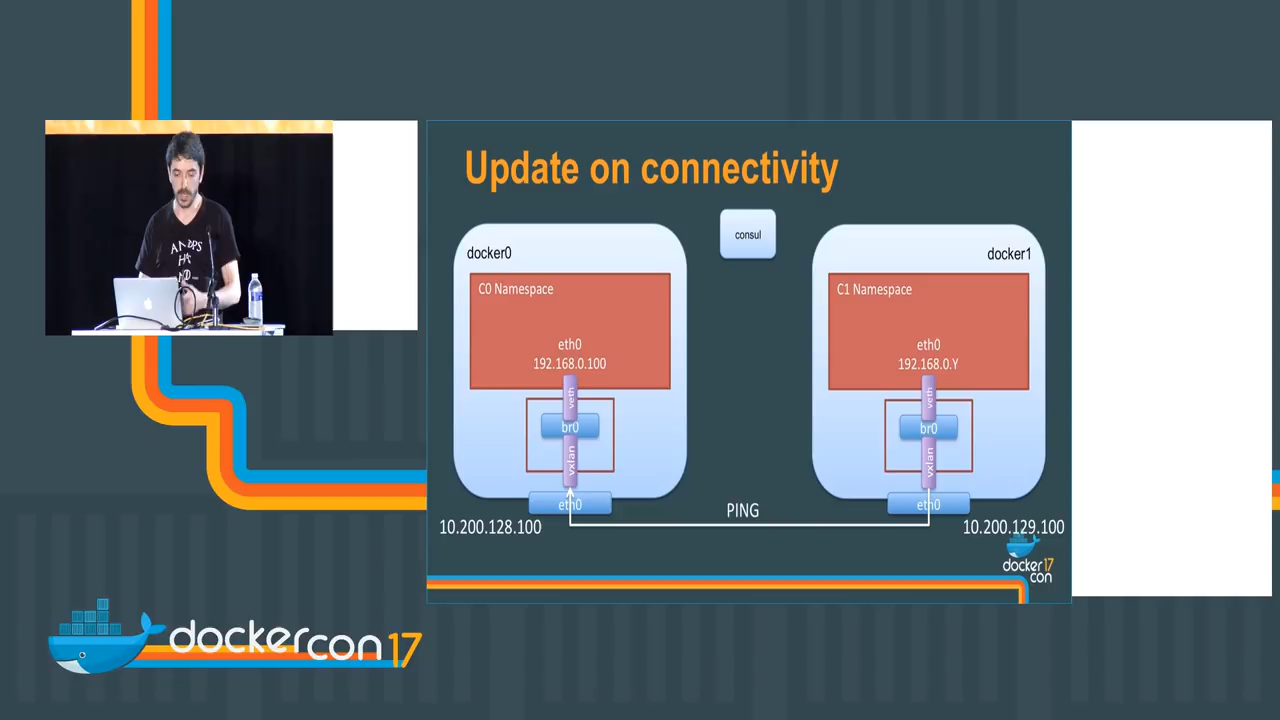 Update on connectivity
consul
docker0
docker1
C0 Namespace
C1 Namespace
eth0
192.168.0.100
eth0
192.168.0.Y
veth
veth
br0
br0
vxlan
vxlan
eth0
eth0
PING
10.200.128.100
10.200.129.100
docker 17
con
dockercon 17